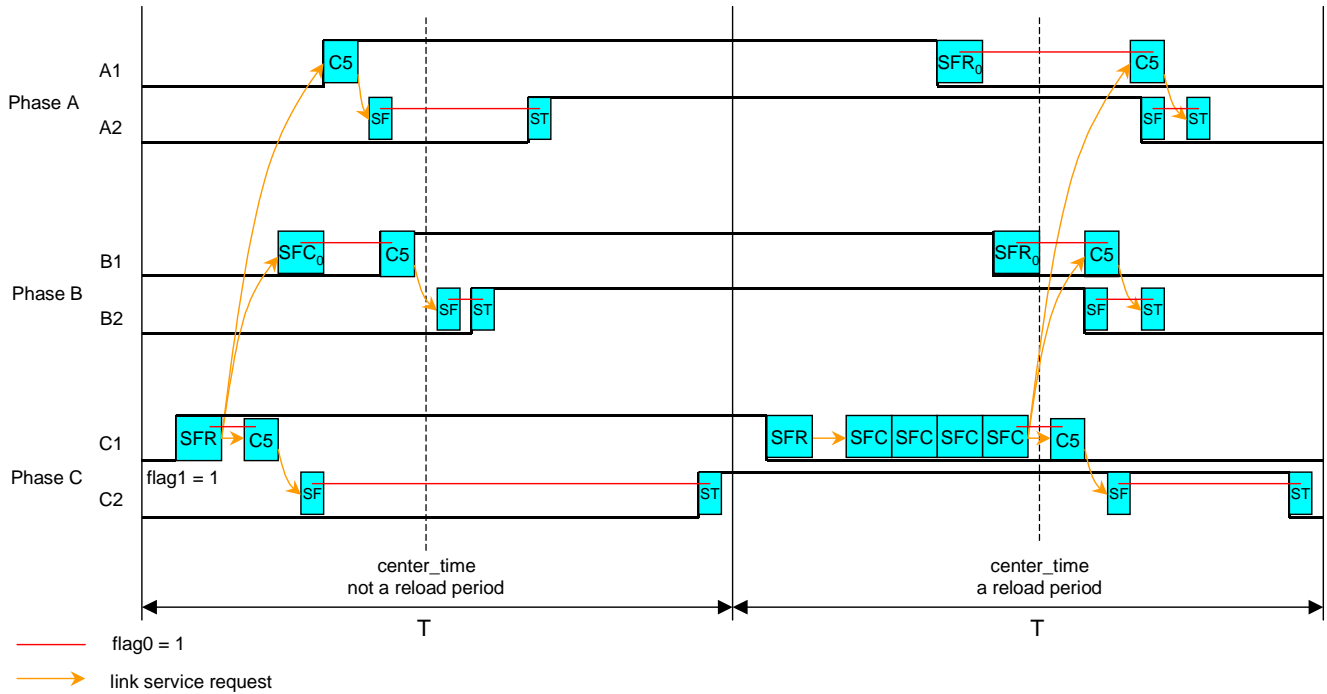 A1 C5 SFR0 C5
Phase A
A2 SF ST SF ST
B1 SFC0 C5 SFR0 C5
Phase B
B2 SF ST SF ST
C1 SFR C5 SFR SFC SFC SFC SFC C5
Phase C flag1 = 1
C2 SF ST SF ST
center_time center_time
not a reload period a reload period
T T
flag0 = 1
link service request